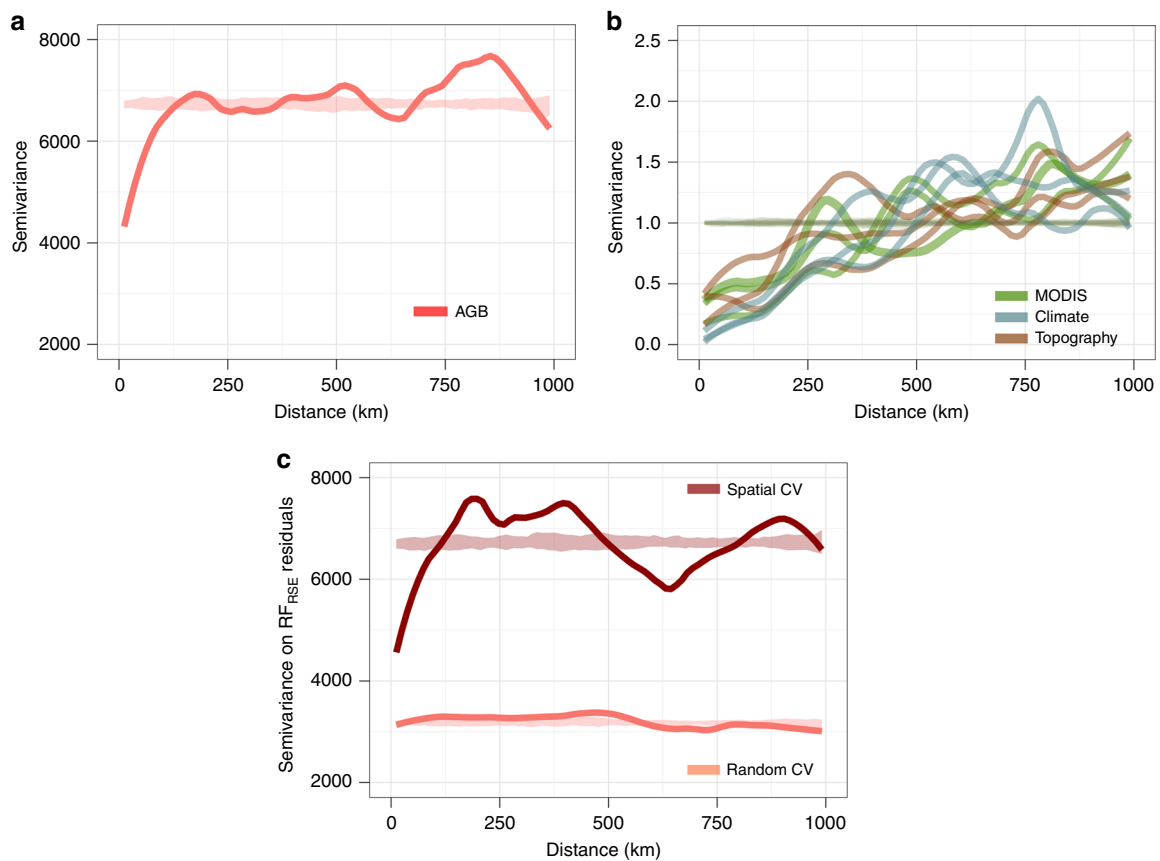 a
8000
6000
4000
2000
Semivariance
AGB
0 250 500 750 1000
Distance (km)
b
2.5
2.0
1.5
1.0
0.5
0.0
Semivariance
MODIS
Climate
Topography
0 250 500 750 1000
Distance (km)
c
8000
6000
4000
2000
Semivariance on RF_RSE residuals
Spatial CV
Random CV
0 250 500 750 1000
Distance (km)